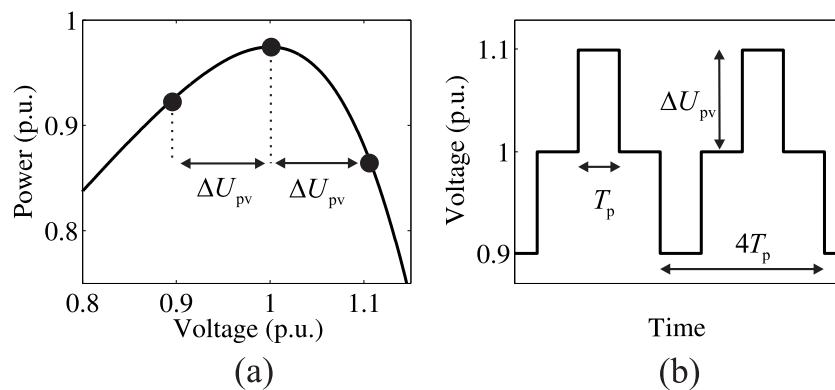 1
0.9
0.8
Power (p.u.)
ΔU_pv
ΔU_pv
0.8
0.9
1
1.1
Voltage (p.u.)
(a)
1.1
1
0.9
Voltage (p.u.)
ΔU_pv
T_p
4T_p
Time
(b)